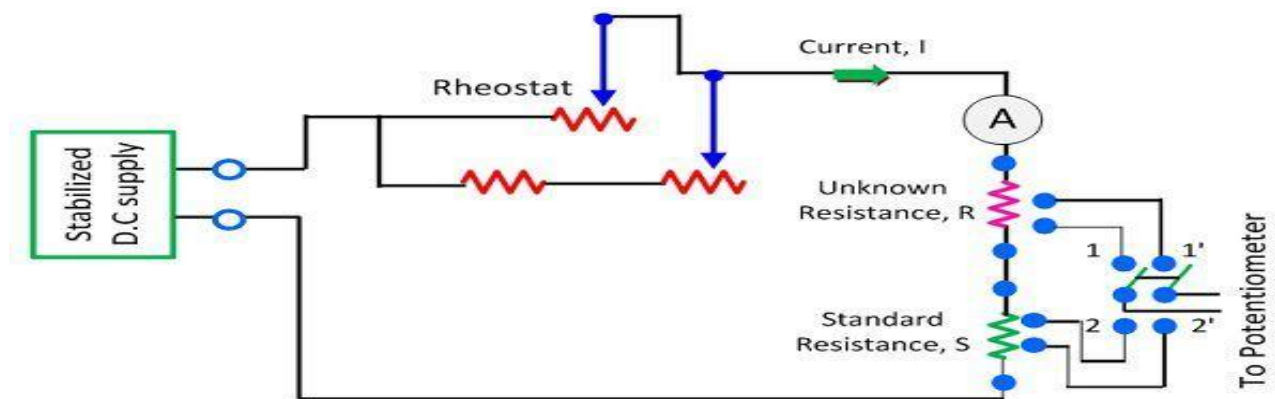 Current, I
Rheostat
A
Stabilized
D.C supply
Unknown
Resistance, R
1 1'
Standard
Resistance, S
2 2'
To Potentiometer